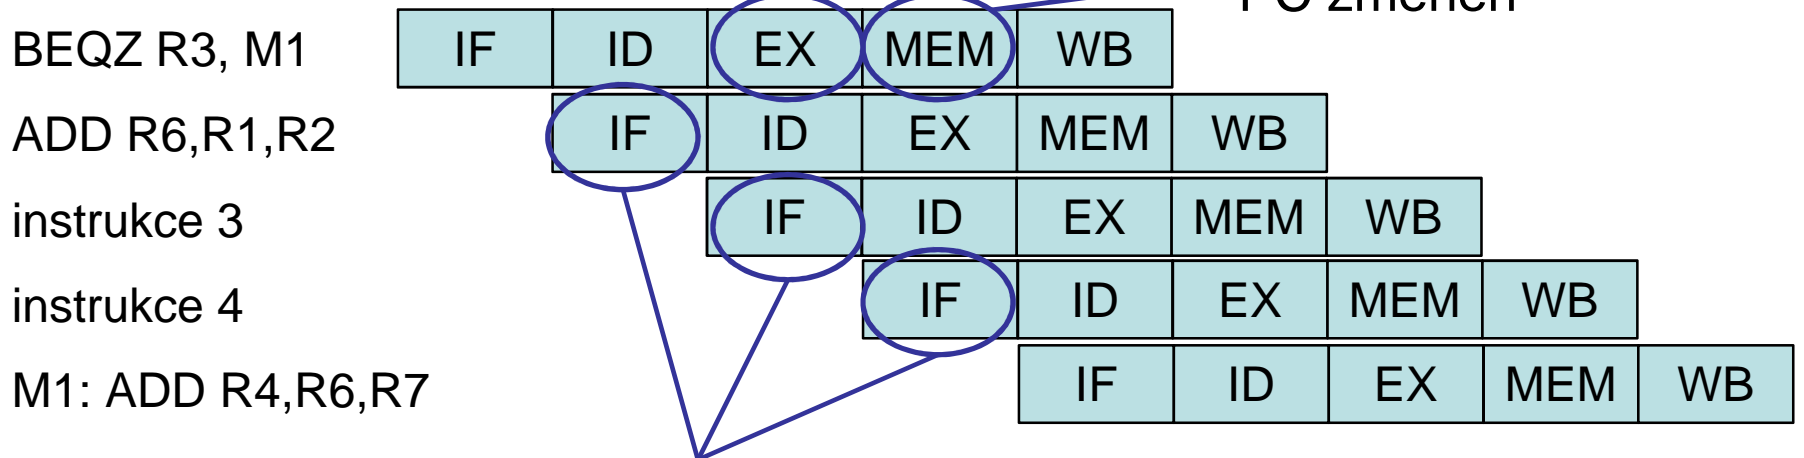 PC změněn
BEQZ R3, M1 IF ID EX MEM WB
ADD R6,R1,R2 IF ID EX MEM WB
instrukce 3 IF ID EX MEM WB
instrukce 4 IF ID EX MEM WB
M1: ADD R4,R6,R7 IF ID EX MEM WB